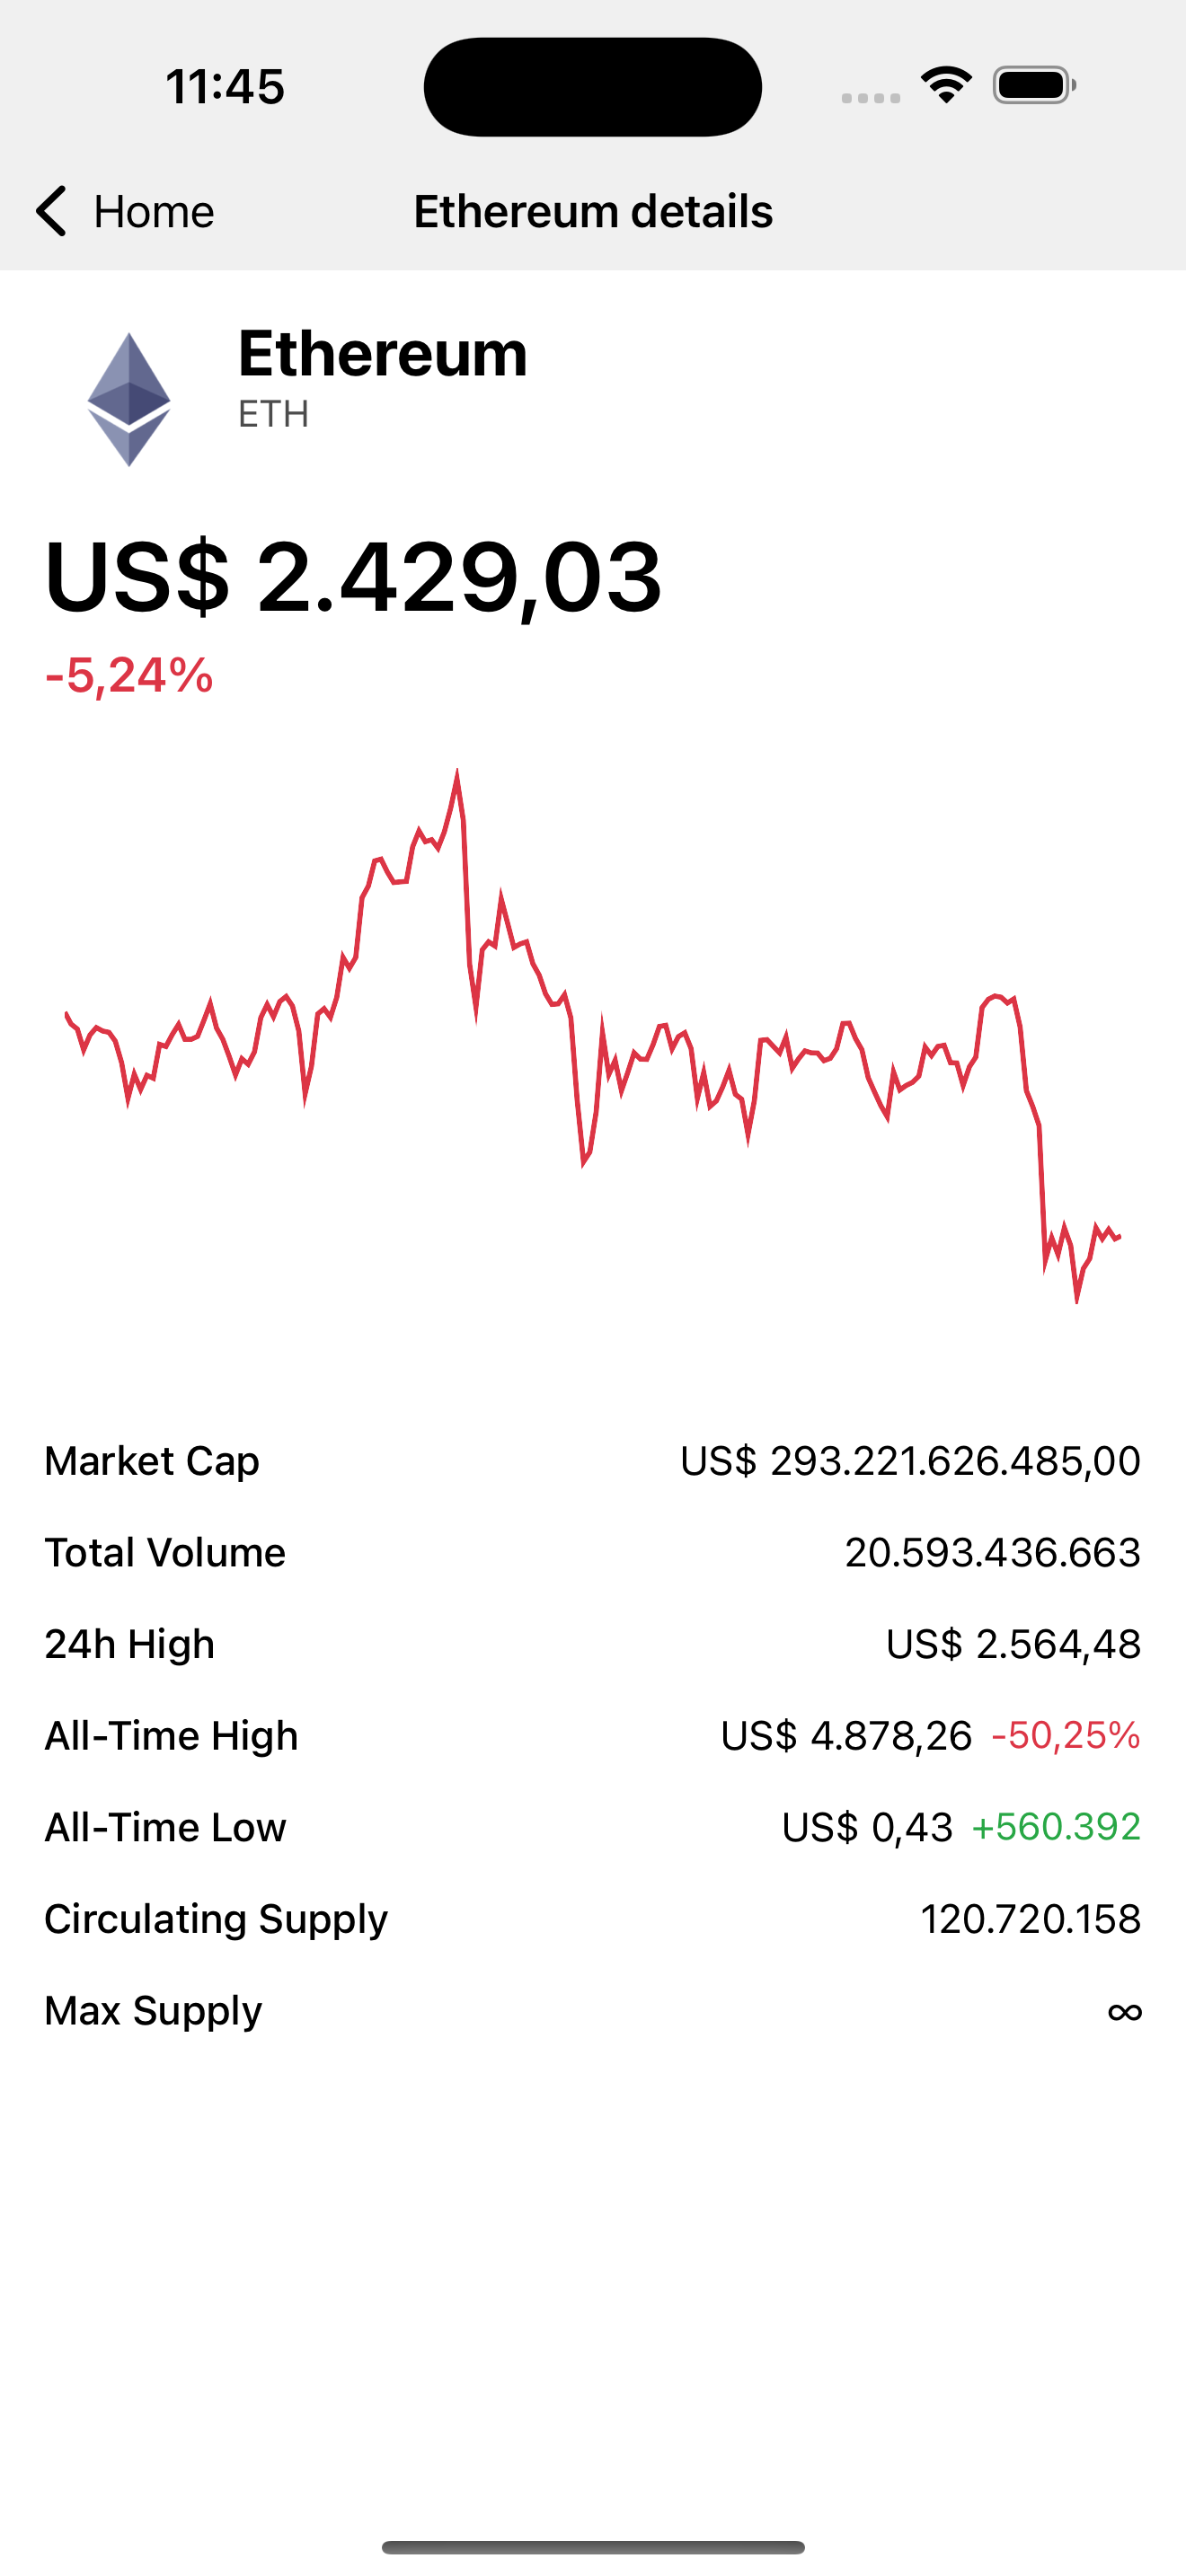 11:45
Home Ethereum details
Ethereum
ETH
US$ 2.429,03
-5,24%
Market Cap US$ 293.221.626.485,00
Total Volume 20.593.436.663
24h High US$ 2.564,48
All-Time High US$ 4.878,26 -50,25%
All-Time Low US$ 0,43 +560.392
Circulating Supply 120.720.158
Max Supply ∞